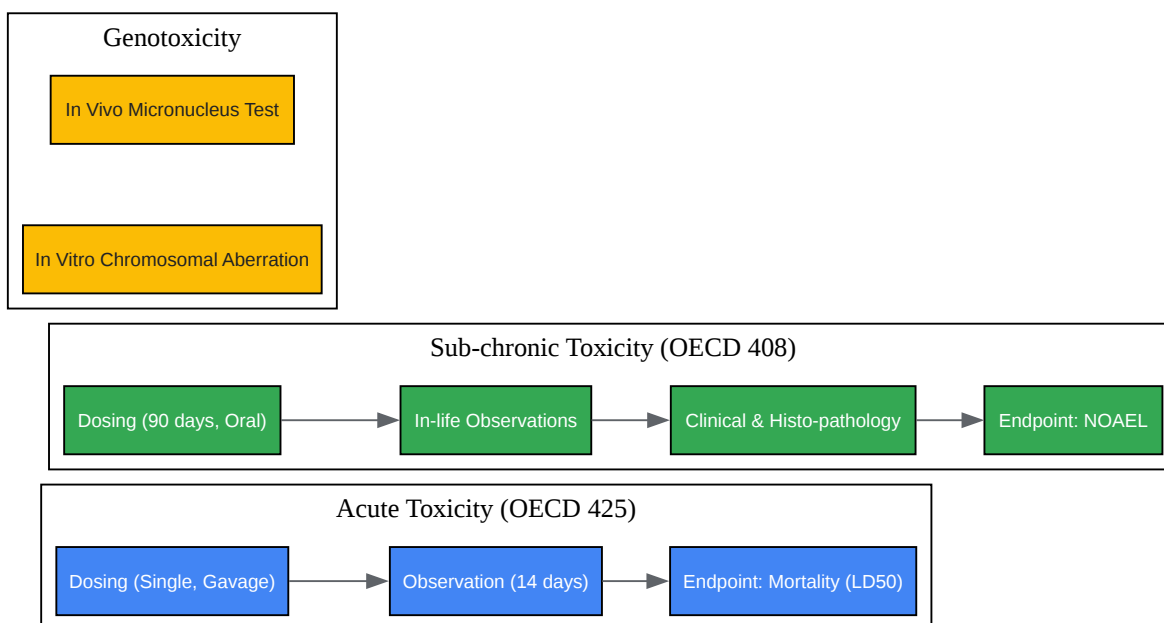 Genotoxicity
In Vivo Micronucleus Test
In Vitro Chromosomal Aberration
Sub-chronic Toxicity (OECD 408)
Dosing (90 days, Oral)
In-life Observations
Clinical & Histo-pathology
Endpoint: NOAEL
Acute Toxicity (OECD 425)
Dosing (Single, Gavage)
Observation (14 days)
Endpoint: Mortality (LD50)